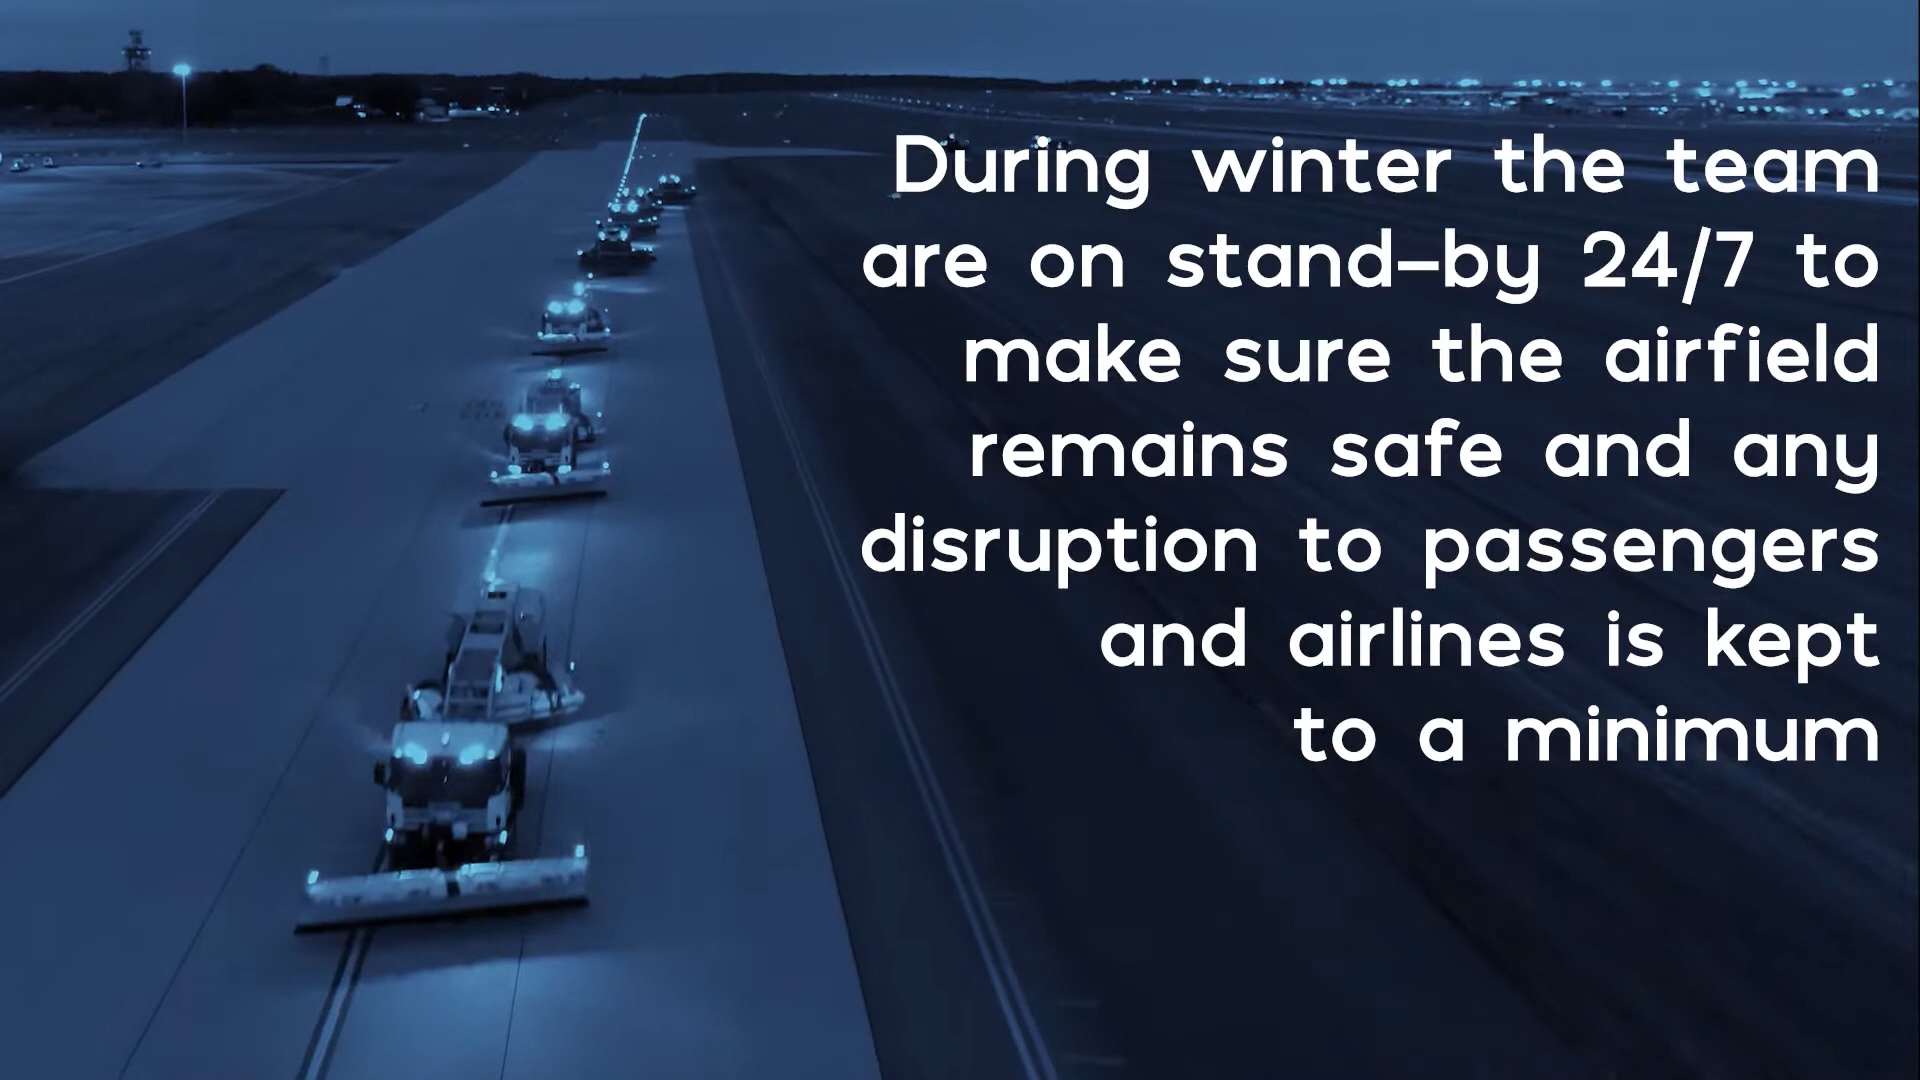 During winter the team
are on stand-by 24/7 to
make sure the airfield
remains safe and any
disruption to passengers
and airlines is kept
to a minimum